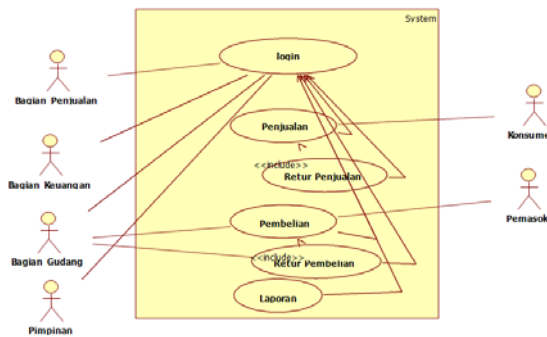 System
login
Bagian Penjualan
Penjualan
Konsume
<<include>>
Retur Penjualan
Bagian Keuangan
Pembelian
Pemasok
Bagian Gudang
<<include>>
Retur Pembelian
Laporan
Pimpinan